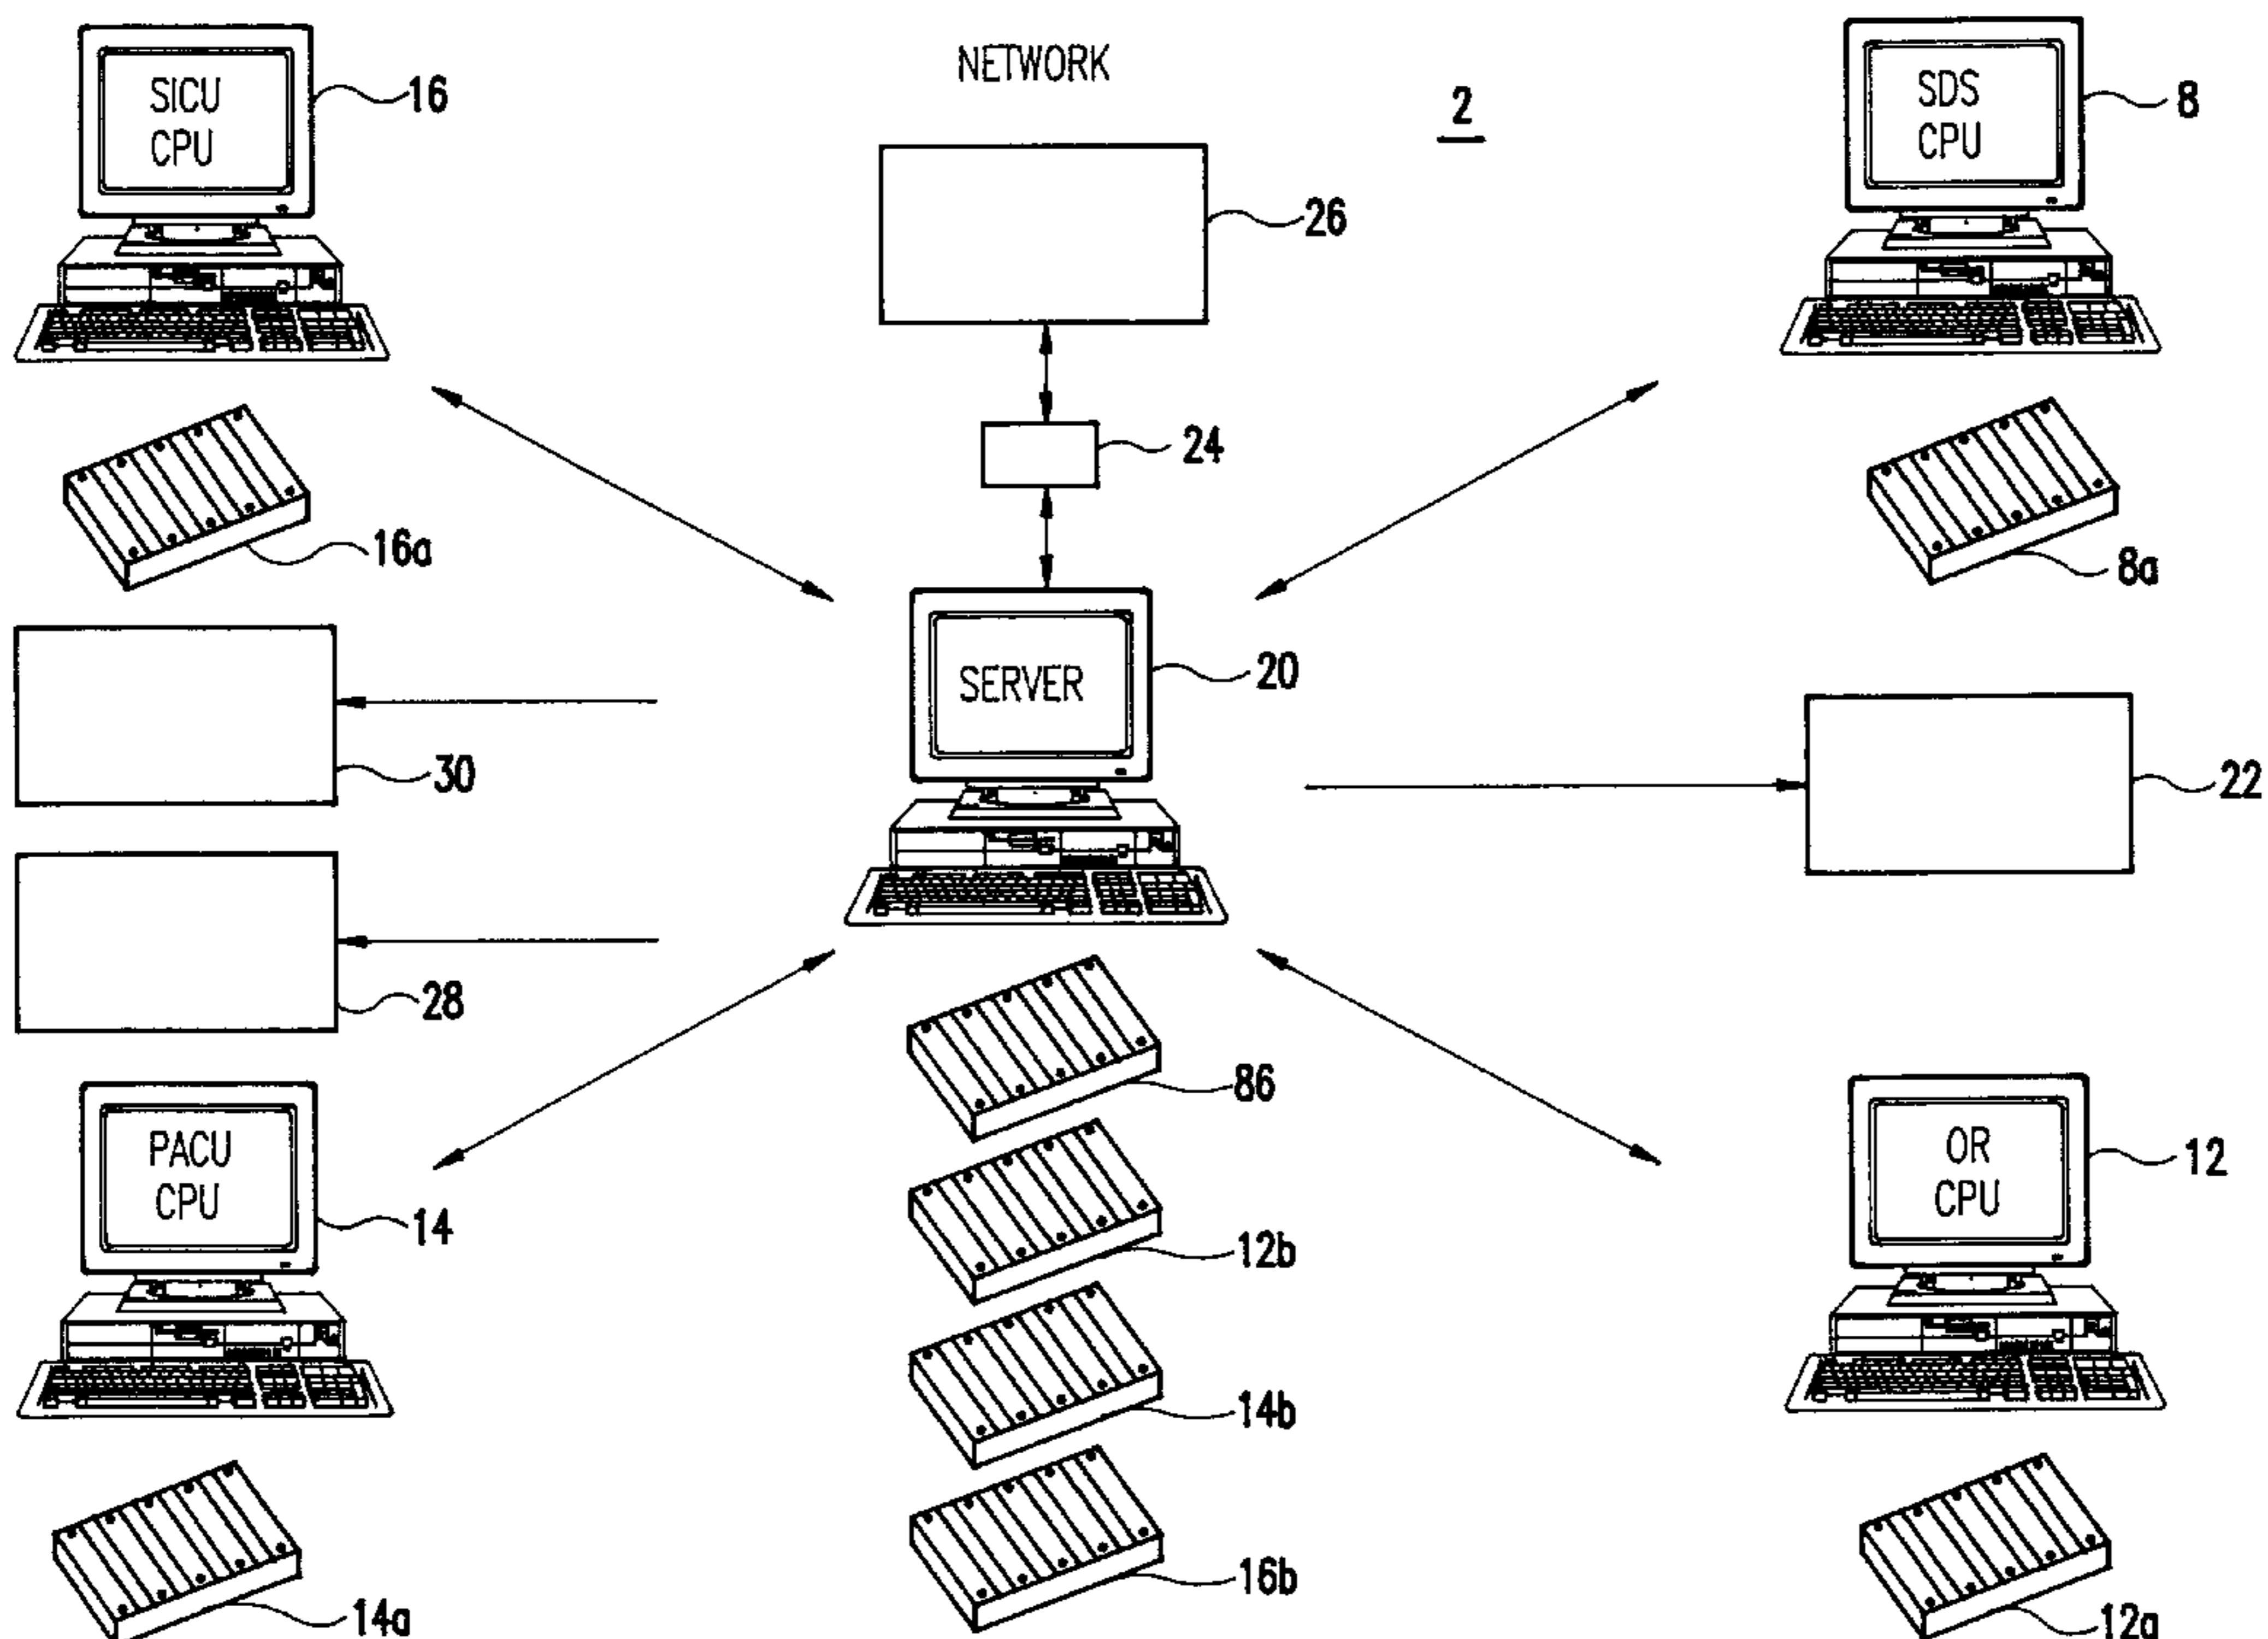 NETWORK
2
SICU
CPU
16
SDS
CPU
8
26
24
16a
8a
SERVER
20
30
22
28
86
PACU
CPU
14
OR
CPU
12
12b
14b
16b
14a
12a